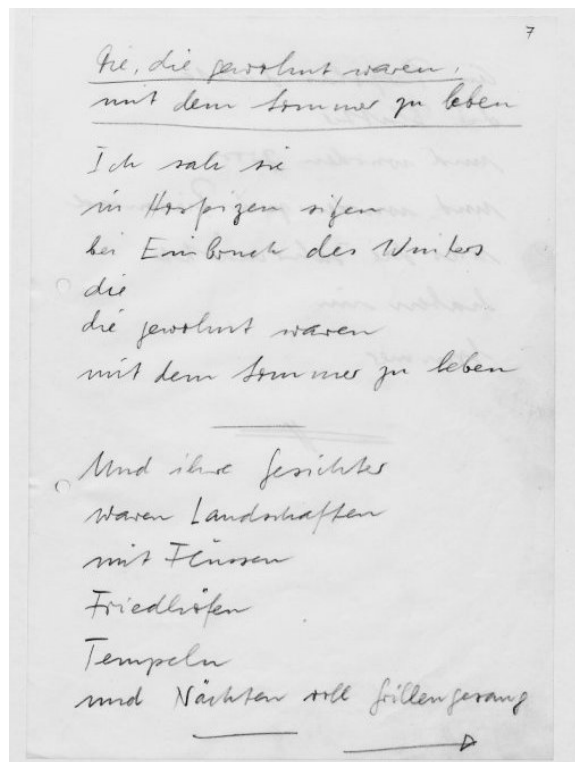 7
Die, die gewohnt waren,
mit dem Sommer zu leben
Ich sah sie
in Hospizen sitzen
bei Einbruch des Winters
die
die gewohnt waren
mit dem Sommer zu leben
Und ihre Gesichter
waren Landschaften
mit Flüssen
Friedhöfen
Tempeln
und Nächten voll Grillengesang